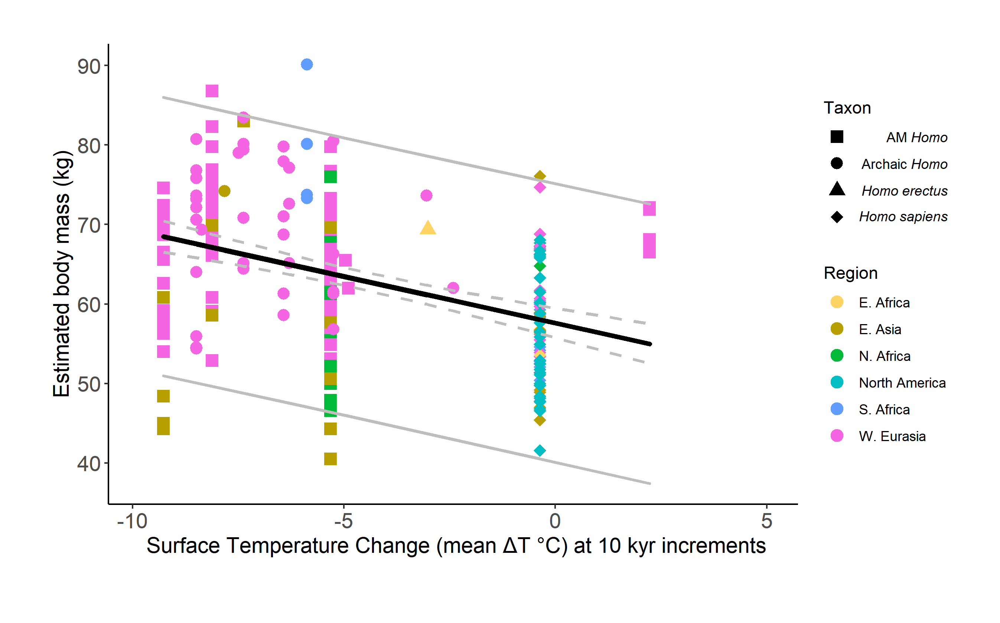 Estimated body mass (kg)
90
80
70
60
50
40
-10
-5
0
5
Surface Temperature Change (mean ΔT °C) at 10 kyr increments
Taxon
AM Homo
Archaic Homo
Homo erectus
Homo sapiens
Region
E. Africa
E. Asia
N. Africa
North America
S. Africa
W. Eurasia